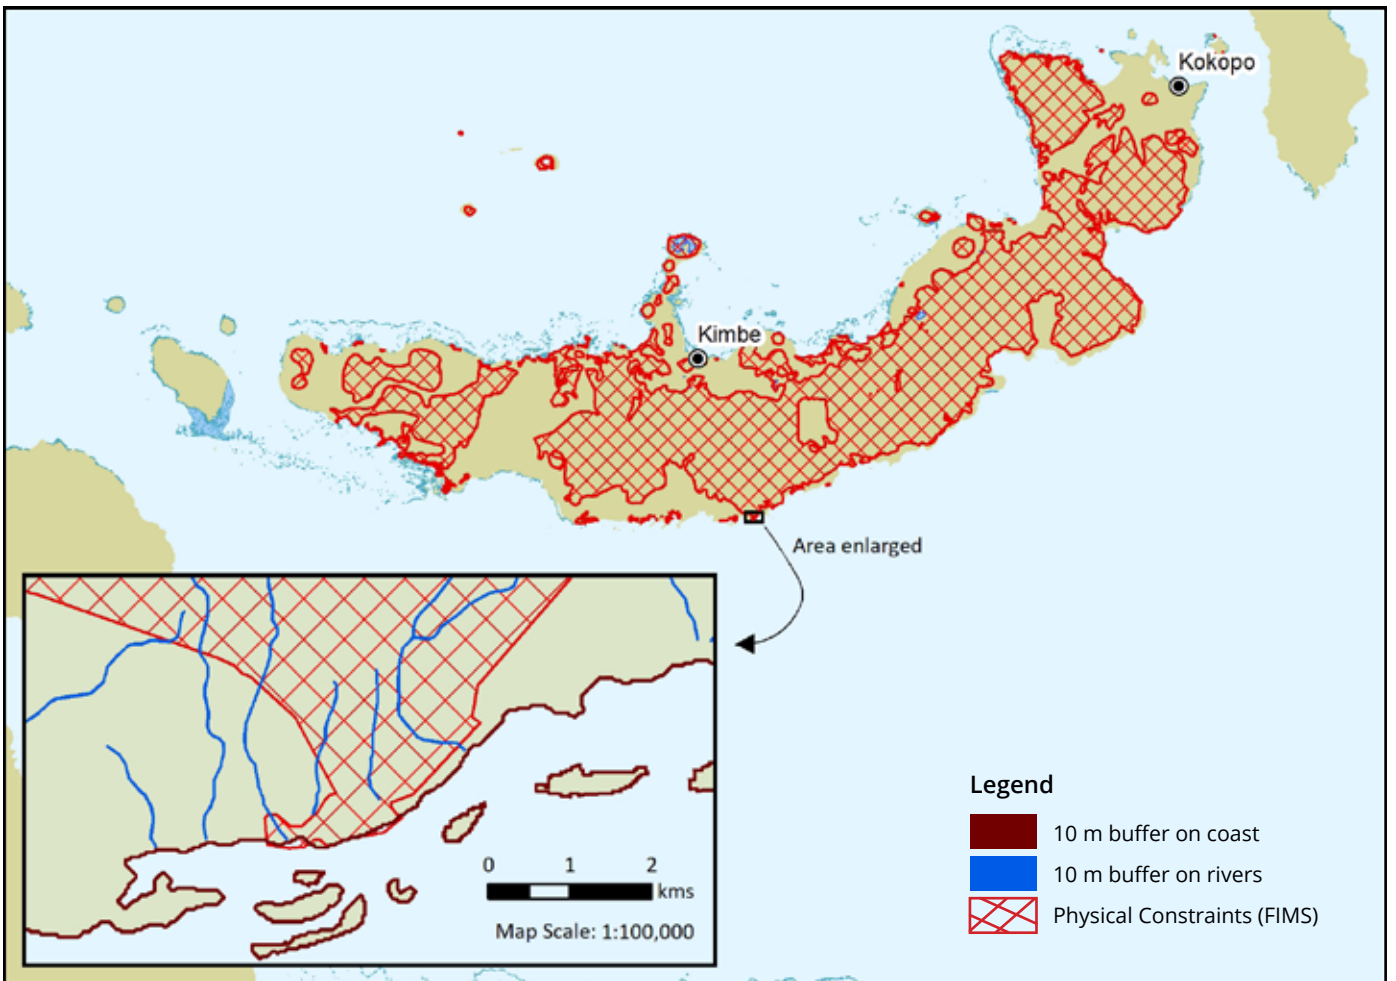 Kokopo
Kimbe
Area enlarged
0 1 2
kms
Map Scale: 1:100,000
Legend
10 m buffer on coast
10 m buffer on rivers
Physical Constraints (FIMS)